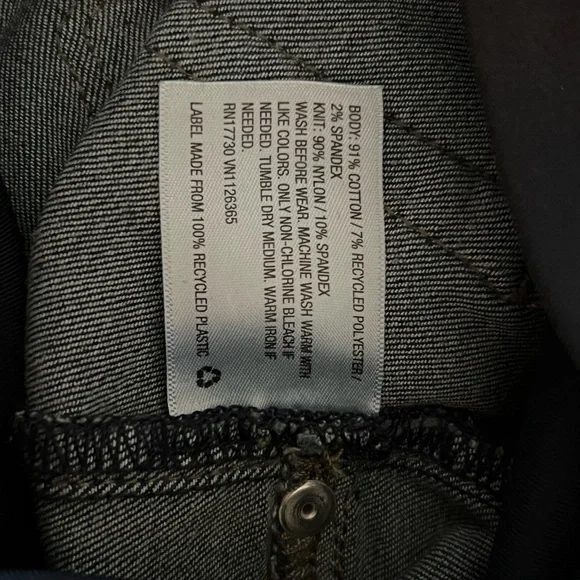 BODY: 91% COTTON / 7% RECYCLED POLYESTER /
2% SPANDEX
KNIT: 90% NYLON / 10% SPANDEX
WASH BEFORE WEAR. MACHINE WASH WARM WITH
LIKE COLORS. ONLY NON-CHLORINE BLEACH IF
NEEDED. TUMBLE DRY MEDIUM. WARM IRON IF
NEEDED
RN17730 VN1126365
LABEL MADE FROM 100% RECYCLED PLASTIC